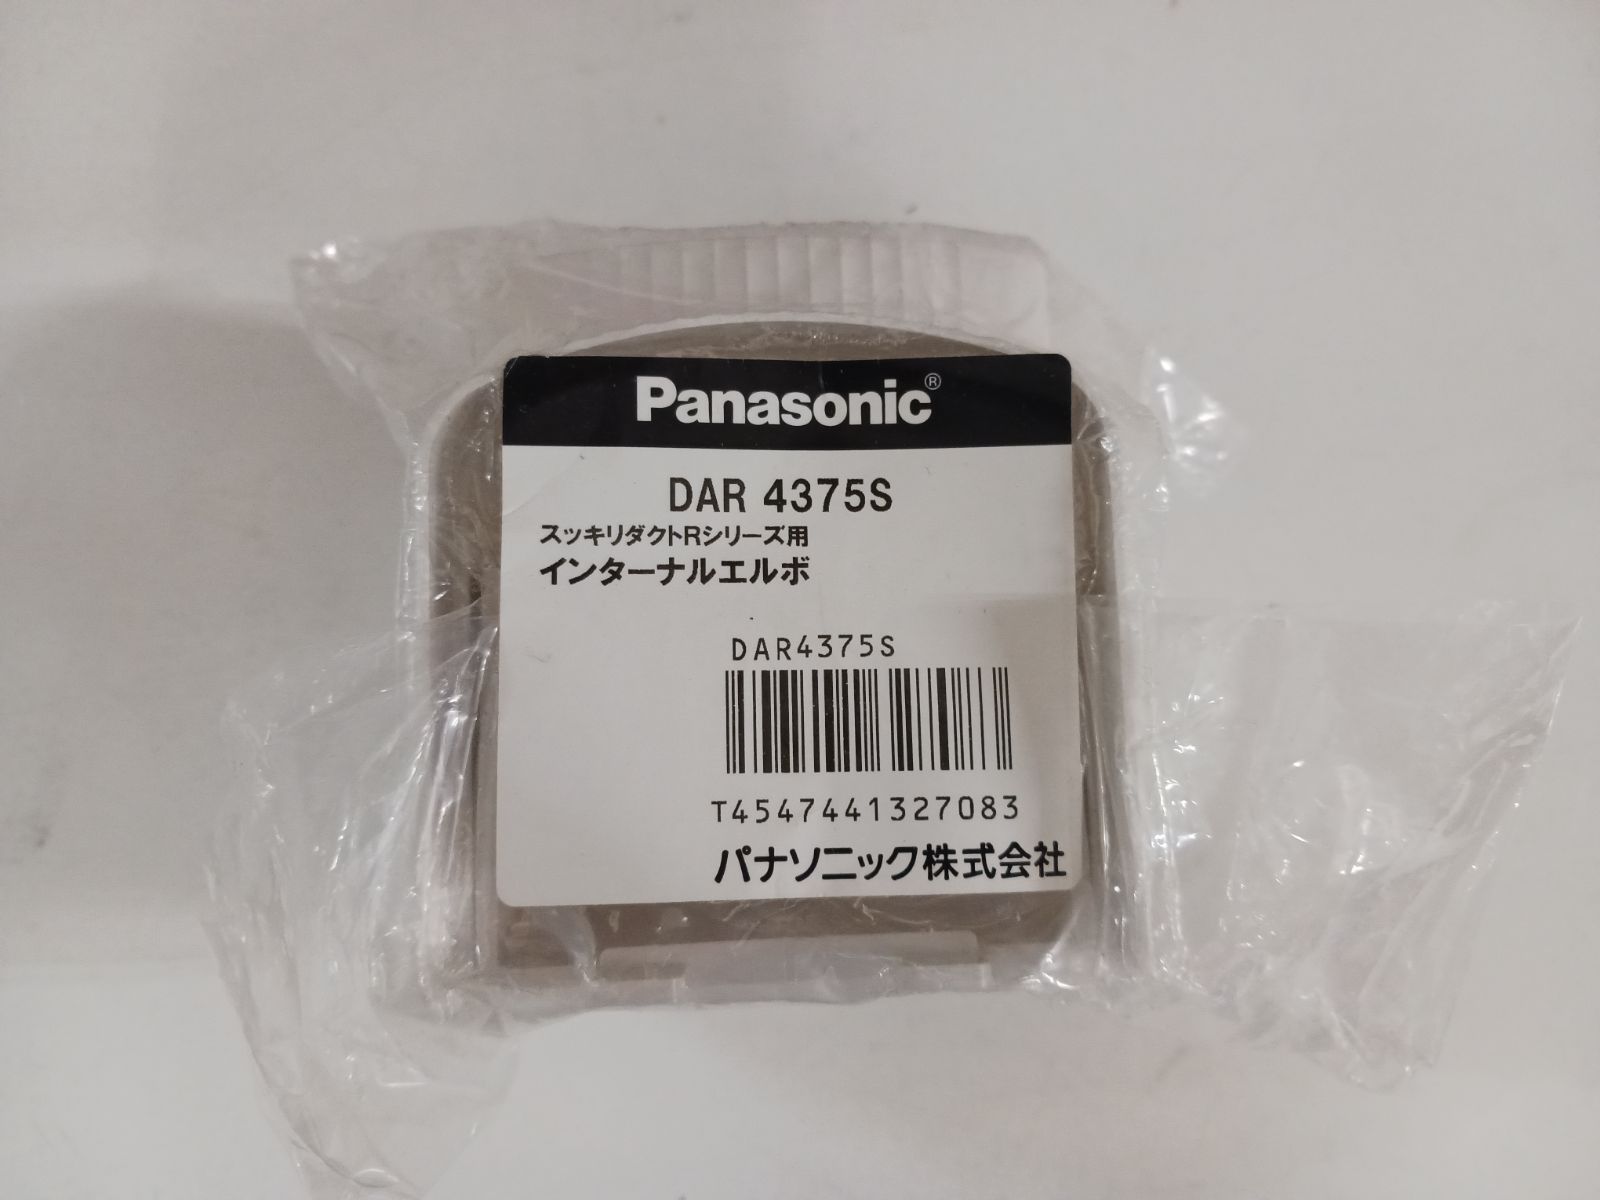 Panasonic®
DAR 4375S
スッキリダクトRシリーズ用
インターナルエルボ
DAR4375S
T4547441327083
パナソニック株式会社